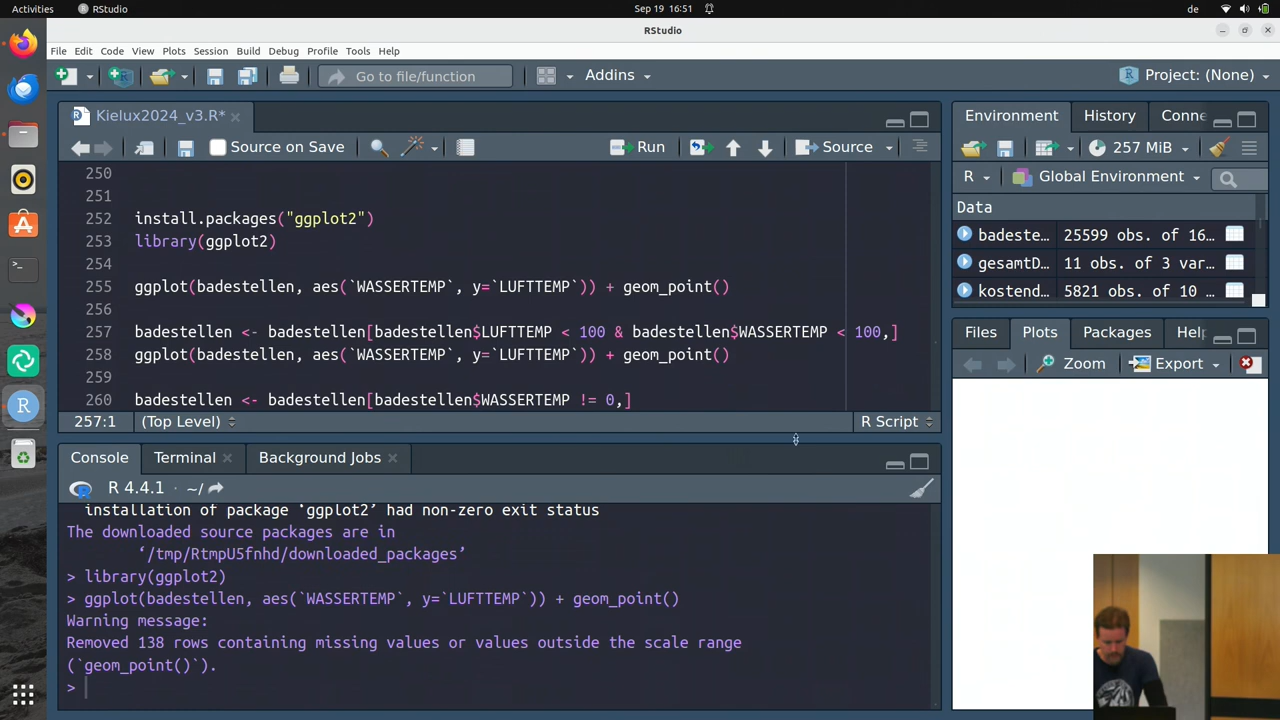 Activities
RStudio
Sep 19 16:51
de
RStudio
File Edit Code View Plots Session Build Debug Profile Tools Help
Go to file/function
Addins
Project: (None)
Kielux2024_v3.R*
Source on Save
Run
Source
250
251
252 install.packages("ggplot2")
253 library(ggplot2)
254
255 ggplot(badestellen, aes(`WASSERTEMP`, y=`LUFTTEMP`)) + geom_point()
256
257 badestellen <- badestellen[badestellen$LUFTTEMP < 100 & badestellen$WASSERTEMP < 100,]
258 ggplot(badestellen, aes(`WASSERTEMP`, y=`LUFTTEMP`)) + geom_point()
259
260 badestellen <- badestellen[badestellen$WASSERTEMP != 0,]
257:1 (Top Level) R Script
Console Terminal Background Jobs
R 4.4.1 · ~/
installation of package ‘ggplot2’ had non-zero exit status
The downloaded source packages are in
‘/tmp/RtmpU5fnhd/downloaded_packages’
> library(ggplot2)
> ggplot(badestellen, aes(`WASSERTEMP`, y=`LUFTTEMP`)) + geom_point()
Warning message:
Removed 138 rows containing missing values or values outside the scale range
(`geom_point()`).
>
Environment History Conne
257 MiB
R Global Environment
Data
badeste… 25599 obs. of 16…
gesamtD… 11 obs. of 3 var…
kostend… 5821 obs. of 10 …
Files Plots Packages Help
Zoom Export